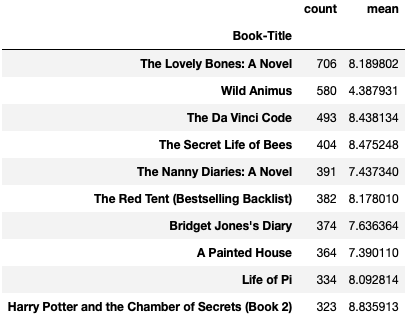 count mean
Book-Title
The Lovely Bones: A Novel 706 8.189802
Wild Animus 580 4.387931
The Da Vinci Code 493 8.438134
The Secret Life of Bees 404 8.475248
The Nanny Diaries: A Novel 391 7.437340
The Red Tent (Bestselling Backlist) 382 8.178010
Bridget Jones's Diary 374 7.636364
A Painted House 364 7.390110
Life of Pi 334 8.092814
Harry Potter and the Chamber of Secrets (Book 2) 323 8.835913